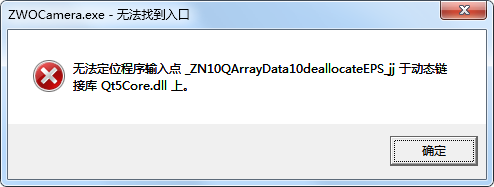 ZWOCamera.exe - 无法找到入口
无法定位程序输入点 _ZN10QArrayData10deallocateEPS_jj 于动态链
接库 Qt5Core.dll 上。
确定